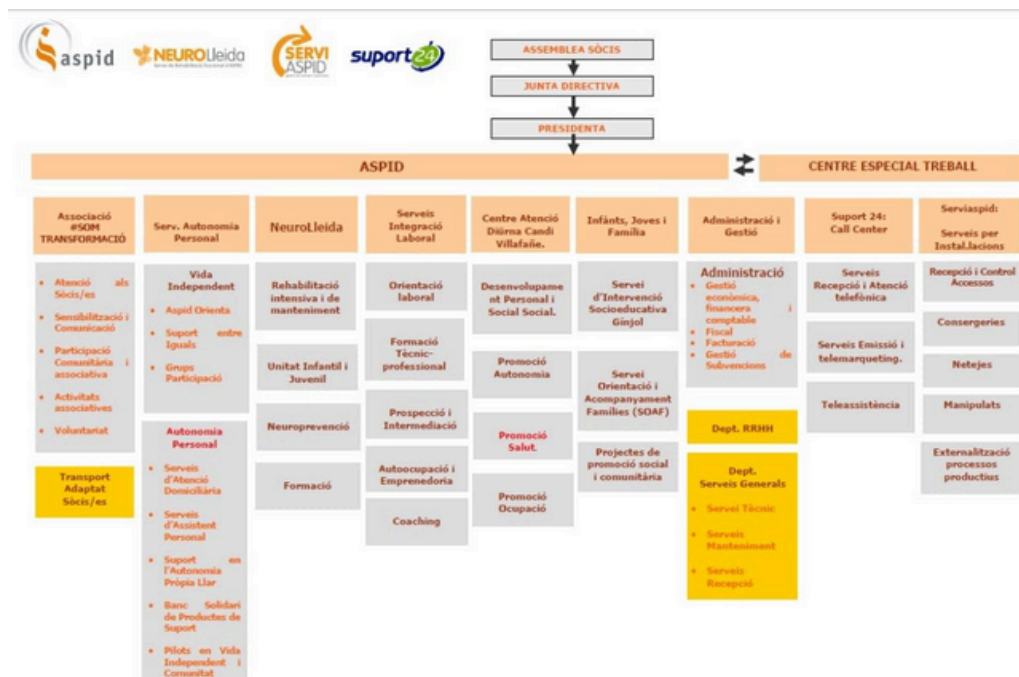 aspid
NEUROLleida
SERVI
ASPID
suport24
ASSEMBLEA SÒCIS
JUNTA DIRECTIVA
PRESIDENTA
ASPID
CENTRE ESPECIAL TREBALL
Associació
#SOM
TRANSFORMACIÓ
Atenció als
Sòcis/es
Sensibilització i
Comunicació
Participació
Comunitària i
associativa
Activitats
associatives
Voluntariat
Transport
Adaptat
Sòcis/es
Serv. Autonomia
Personal
Vida
Independent
Aspid Orienta
Suport entre
Iguals
Grups
Participació
Autonomia
Personal
Serveis
d'Atenció
Domiciliària
Serveis
d'Assistent
Personal
Suport en
l'Autonomia
Pròpia Llar
Banc Solidari
de Productes de
Suport
Pilots en Vida
Independent i
Comunitat
NeuroLleida
Rehabilitació
intensiva i de
manteniment
Unitat Infantil i
Juvenil
Neuroprevenció
Formació
Serveis
Integració
Laboral
Orientació
laboral
Formació
Tècnic-
professional
Prospecció i
Intermediació
Autoocupació i
Emprenedoria
Coaching
Centre Atenció
Diürna Candi
Villafañe.
Desenvolupame
nt Personal i
Social Social.
Promoció
Autonomia
Promoció
Salut.
Promoció
Ocupació
Infànts, Joves i
Família
Servei
d'Intervenció
Socioeducativa
Ginjol
Servei
Orientació i
Acompanyament
Famílies (SOAF)
Projectes de
promoció social
i comunitària
Administració i
Gestió
Administració
Gestió
econòmica,
financera i
comptable
Fiscal
Facturació
Gestió de
Subvencions
Dept. RRHH
Dept.
Serveis Generals
Servei Tècnic
Serveis
Manteniment
Serveis
Recepció
Suport 24:
Call Center
Serveis
Recepció i Atenció
telefònica
Serveis Emissió i
telemarqueting.
Teleassistència
Serviaspid:
Serveis per
Instal.lacions
Recepció i Control
Accessos
Consergeries
Netejes
Manipulats
Externalització
processos
productius